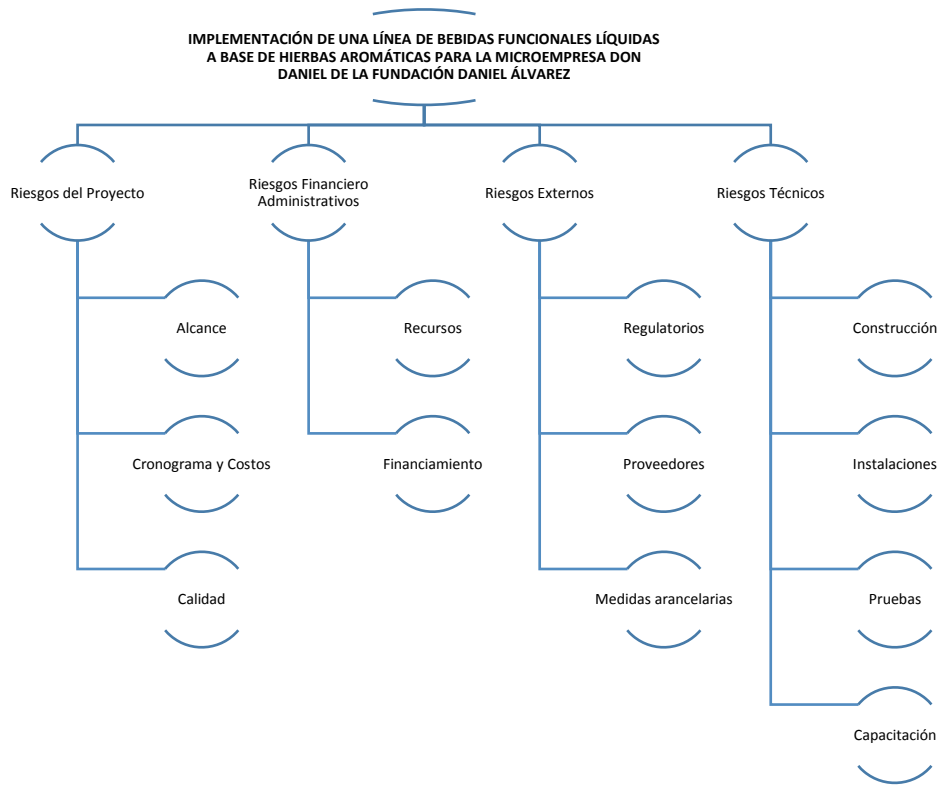 IMPLEMENTACIÓN DE UNA LÍNEA DE BEBIDAS FUNCIONALES LÍQUIDAS
A BASE DE HIERBAS AROMÁTICAS PARA LA MICROEMPRESA DON
DANIEL DE LA FUNDACIÓN DANIEL ÁLVAREZ
Riesgos del Proyecto
Alcance
Cronograma y Costos
Calidad
Riesgos Financiero
Administrativos
Recursos
Financiamiento
Riesgos Externos
Regulatorios
Proveedores
Medidas arancelarias
Riesgos Técnicos
Construcción
Instalaciones
Pruebas
Capacitación